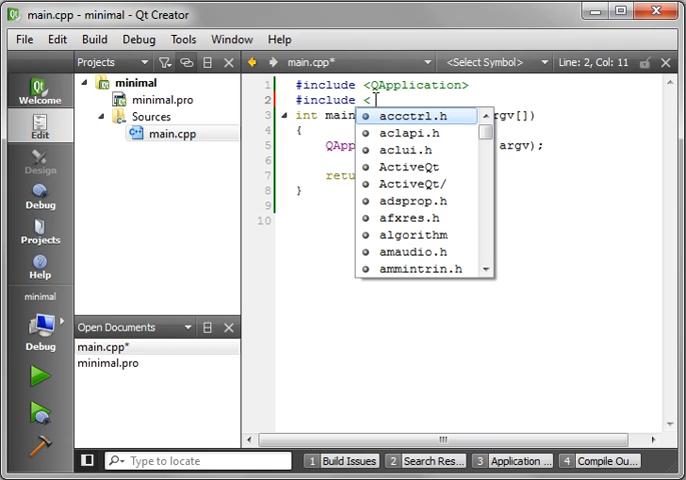 main.cpp - minimal - Qt Creator
File Edit Build Debug Tools Window Help
Projects main.cpp* <Select Symbol> Line: 2, Col: 11
Welcome
Edit
Design
Debug
Projects
Help
minimal
Debug
minimal
minimal.pro
Sources
main.cpp
Open Documents
main.cpp*
minimal.pro
1 #include <QApplication>
2 #include <
3 int main rgv[])
4 {
5 QApp argv);
6
7 retu
8 }
9
10
accctrl.h
aclapi.h
aclui.h
ActiveQt
ActiveQt/
adsprop.h
afxres.h
algorithm
amaudio.h
ammintrin.h
Type to locate 1 Build Issues 2 Search Res... 3 Application ... 4 Compile Ou...